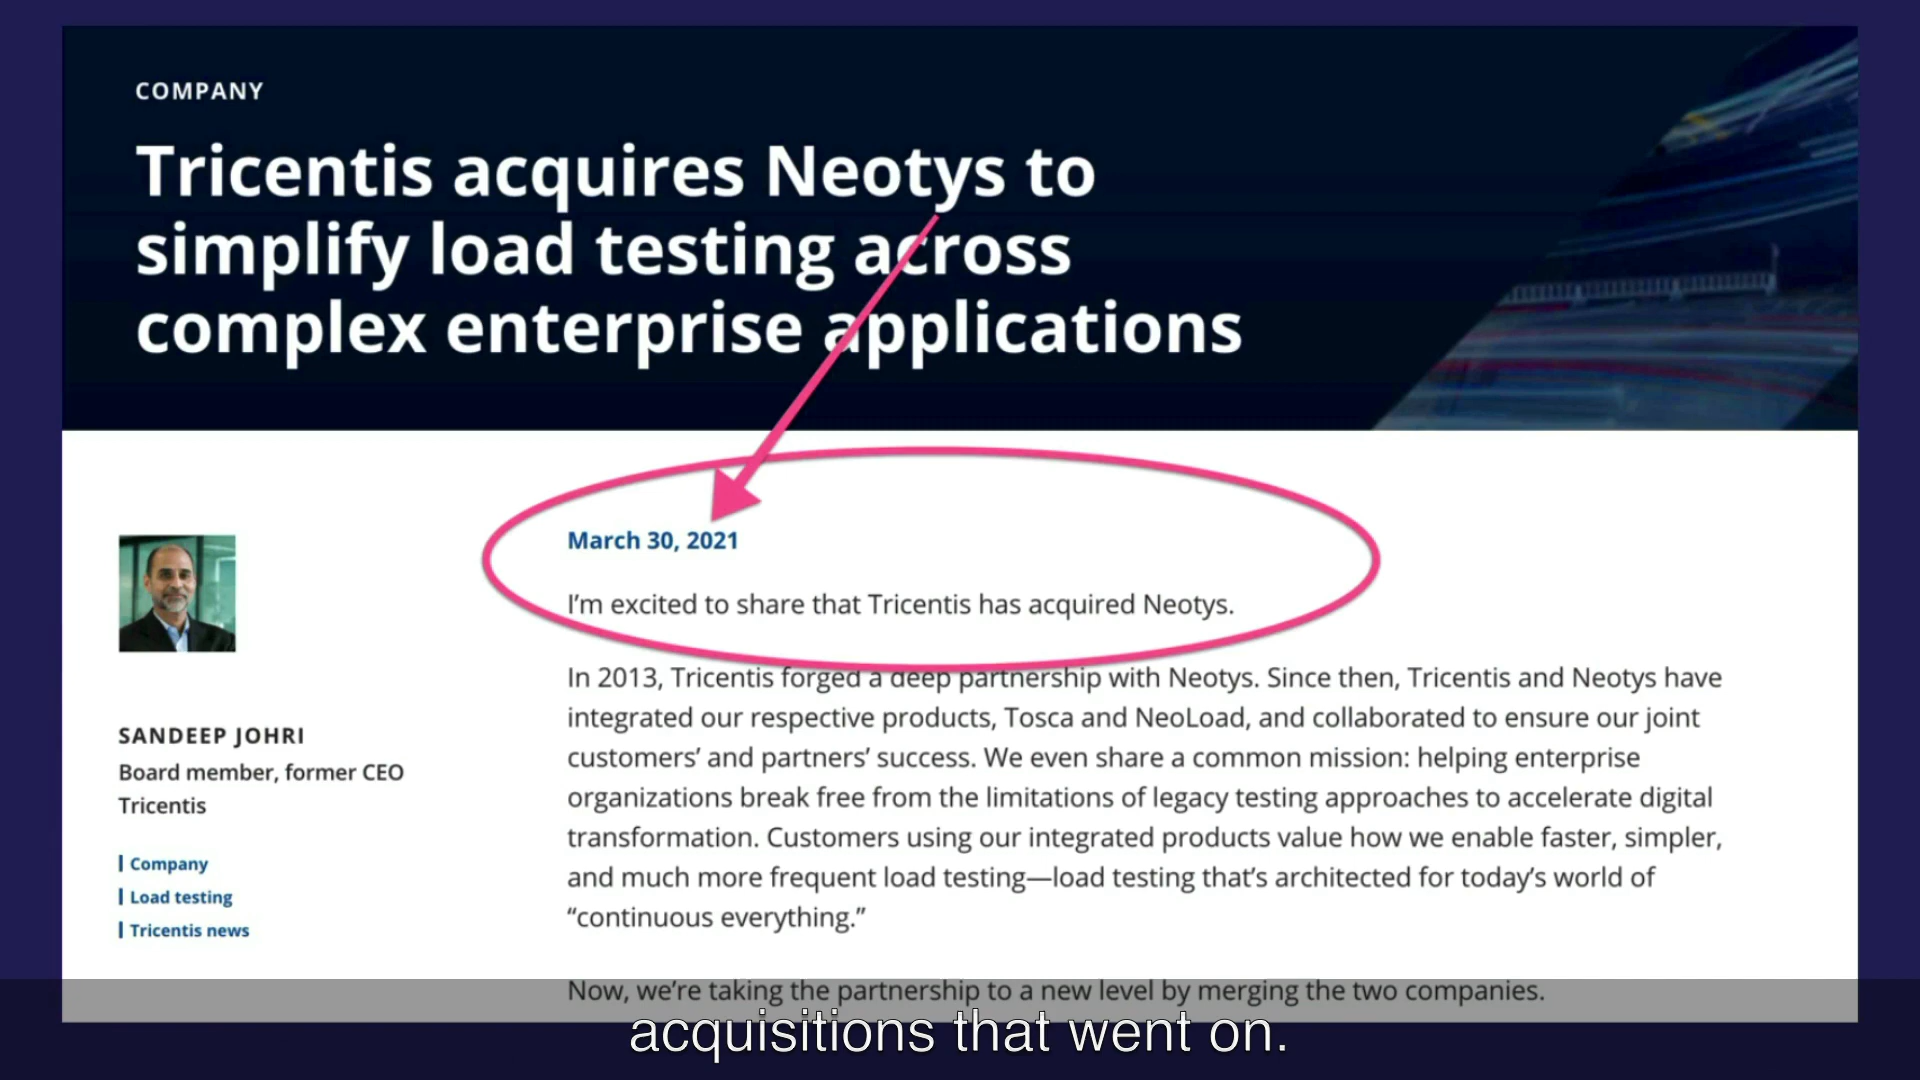 COMPANY
Tricentis acquires Neotys to
simplify load testing across
complex enterprise applications
March 30, 2021
I'm excited to share that Tricentis has acquired Neotys.
SANDEEP JOHRI
Board member, former CEO
Tricentis
Company
Load testing
Tricentis news
In 2013, Tricentis forged a deep partnership with Neotys. Since then, Tricentis and Neotys have
integrated our respective products, Tosca and NeoLoad, and collaborated to ensure our joint
customers' and partners' success. We even share a common mission: helping enterprise
organizations break free from the limitations of legacy testing approaches to accelerate digital
transformation. Customers using our integrated products value how we enable faster, simpler,
and much more frequent load testing—load testing that's architected for today's world of
“continuous everything.”
Now, we're taking the partnership to a new level by merging the two companies.
acquisitions that went on.